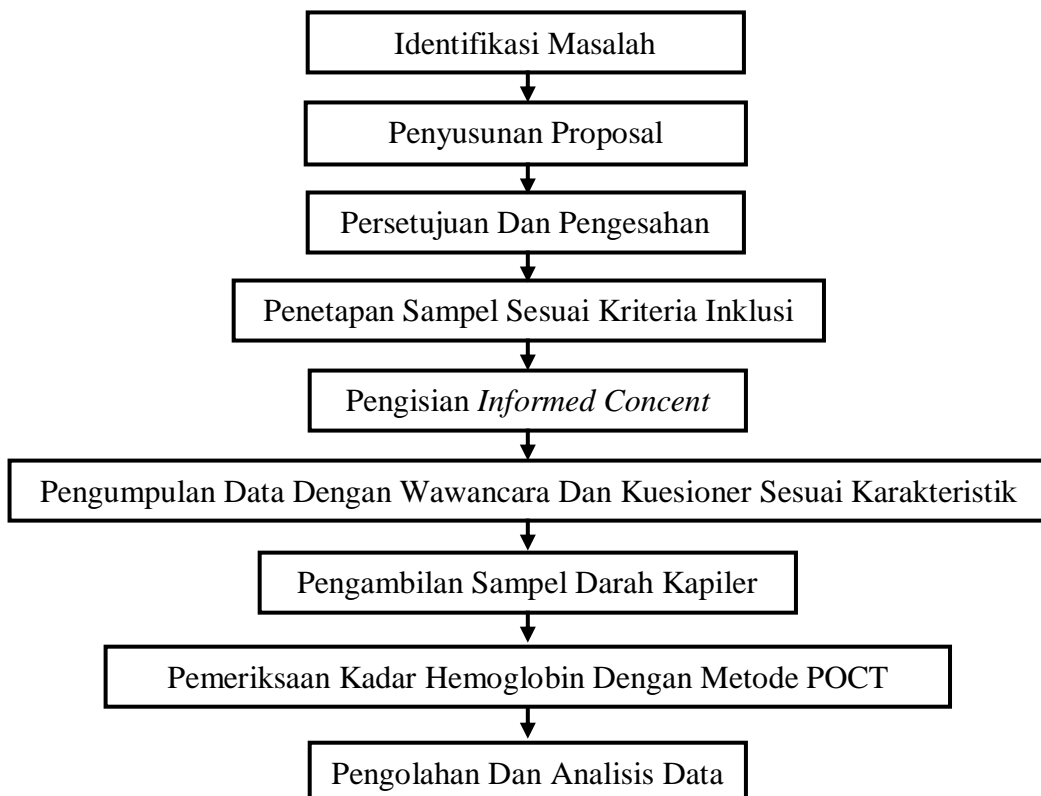 Identifikasi Masalah
Penyusunan Proposal
Persetujuan Dan Pengesahan
Penetapan Sampel Sesuai Kriteria Inklusi
Pengisian Informed Concent
Pengumpulan Data Dengan Wawancara Dan Kuesioner Sesuai Karakteristik
Pengambilan Sampel Darah Kapiler
Pemeriksaan Kadar Hemoglobin Dengan Metode POCT
Pengolahan Dan Analisis Data